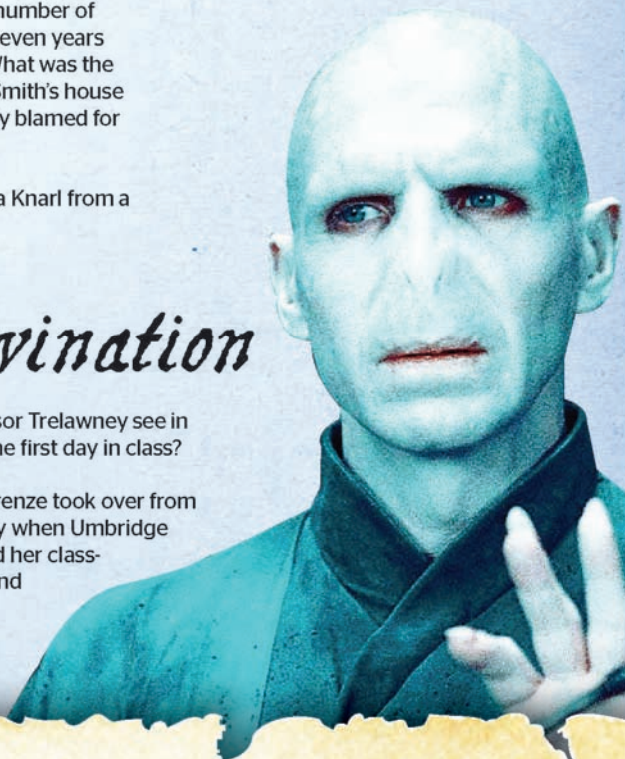 number of
even years
What was the
Smith's house
y blamed for
a Knarl from a
vination
sor Trelawney see in
he first day in class?
renze took over from
y when Umbridge
d her class-
nd